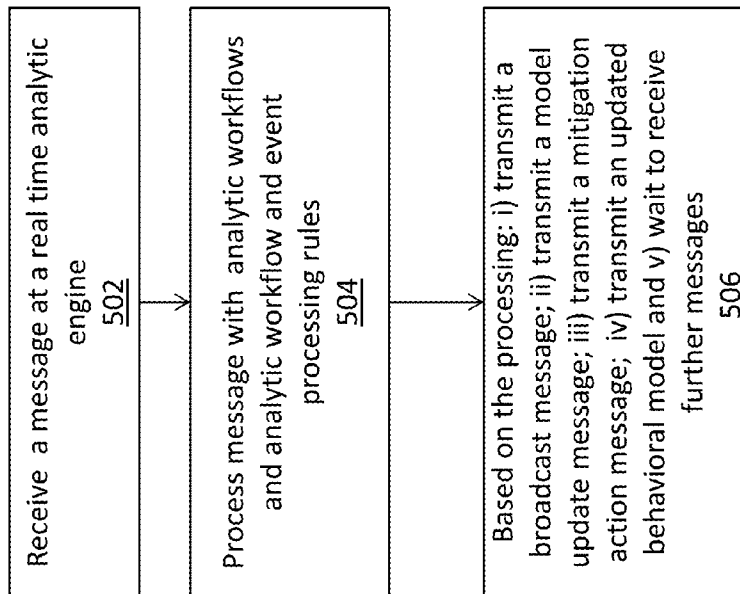 Receive a message at a real time analytic
engine
502
Process message with analytic workflows
and analytic workflow and event
processing rules
504
Based on the processing: i) transmit a
broadcast message; ii) transmit a model
update message; iii) transmit a mitigation
action message; iv) transmit an updated
behavioral model and v) wait to receive
further messages
506